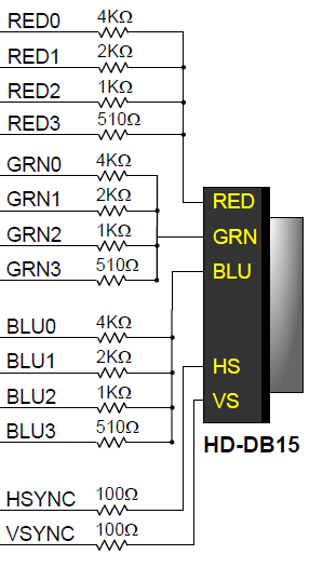 RED0 4KΩ
RED1 2KΩ
RED2 1KΩ
RED3 510Ω
GRN0 4KΩ
GRN1 2KΩ
GRN2 1KΩ
GRN3 510Ω
BLU0 4KΩ
BLU1 2KΩ
BLU2 1KΩ
BLU3 510Ω
HSYNC 100Ω
VSYNC 100Ω
RED
GRN
BLU
HS
VS
HD-DB15